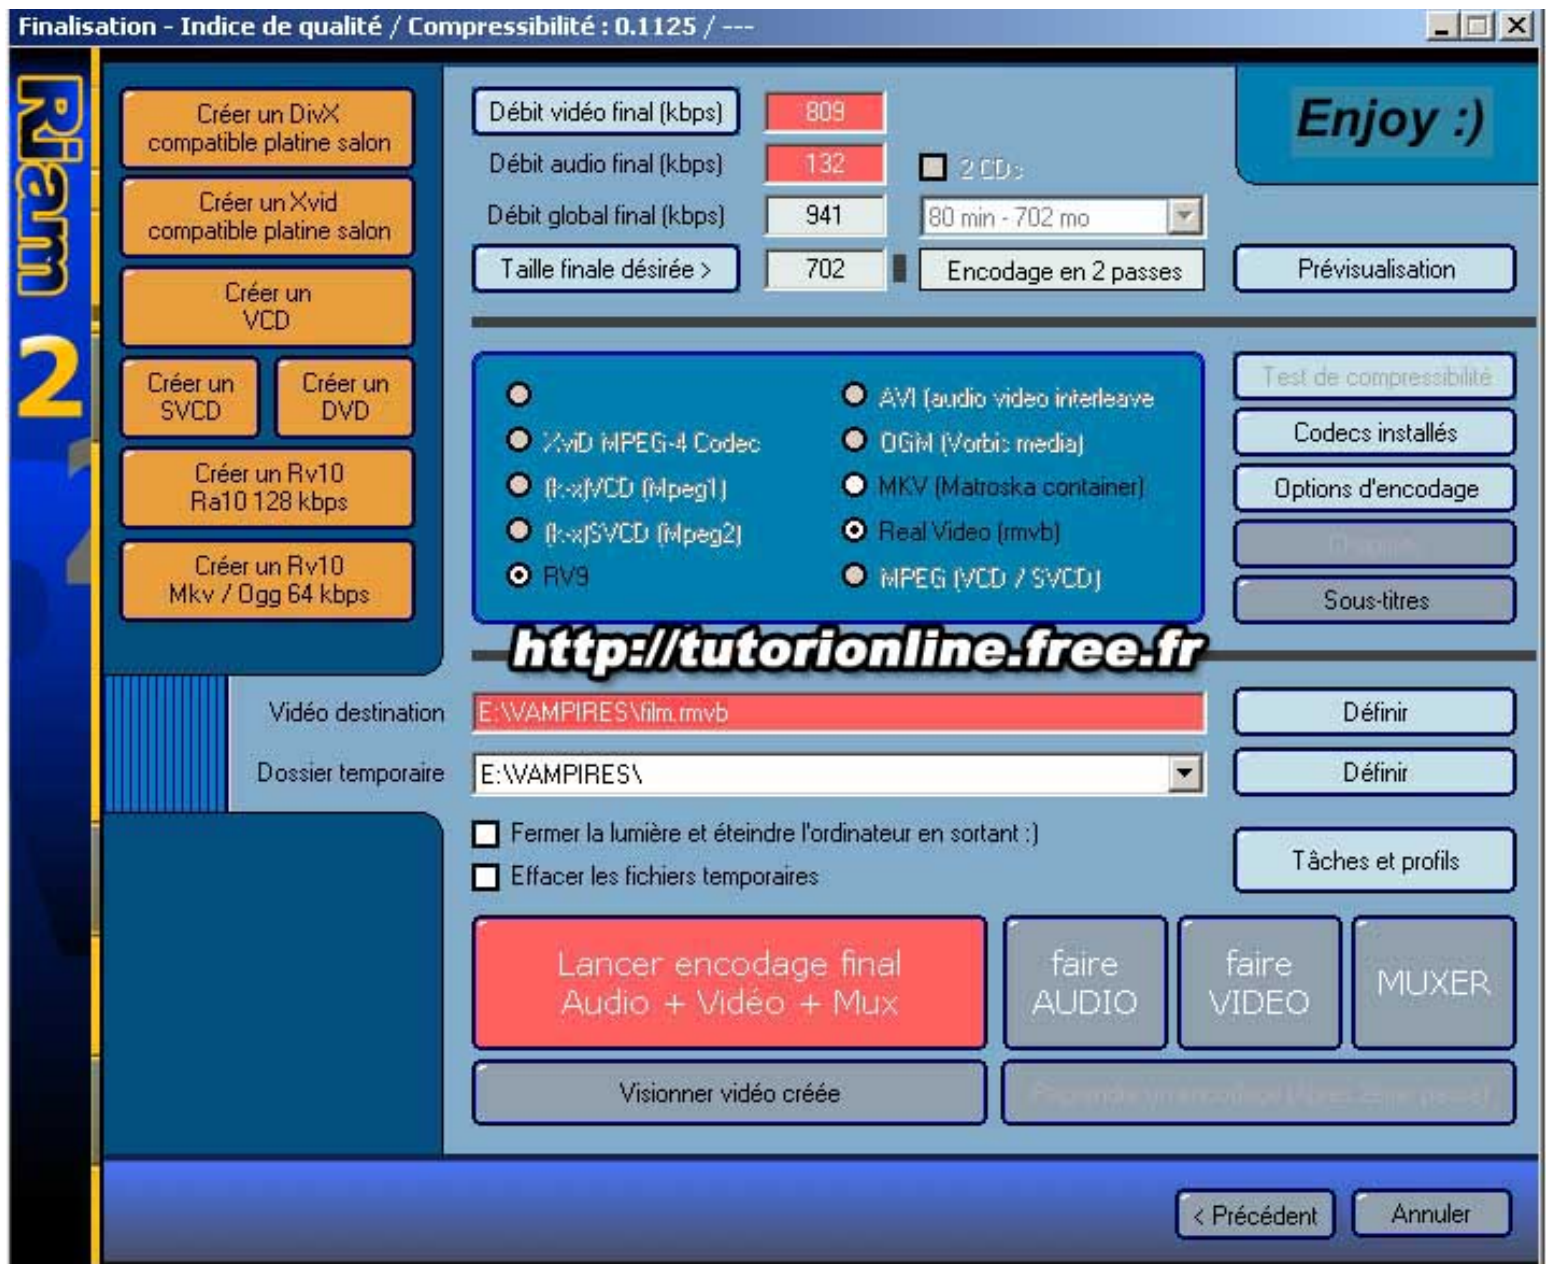 Finalisation - Indice de qualité / Compressibilité : 0.1125 / ---
Riam
2
Créer un DivX
compatible platine salon
Créer un Xvid
compatible platine salon
Créer un
VCD
Créer un
SVCD
Créer un
DVD
Créer un Rv10
Ra10 128 kbps
Créer un Rv10
Mkv / Ogg 64 kbps
Débit vidéo final (kbps)
809
Débit audio final (kbps)
132
2 CDs
Débit global final (kbps)
941
80 min - 702 mo
Taille finale désirée >
702
Encodage en 2 passes
Enjoy :)
Prévisualisation
XviD MPEG-4 Codec
(k-x)VCD (Mpeg1)
(k-x)SVCD (Mpeg2)
RV9
AVI (audio video interleave
OGM (Vorbis media)
MKV (Matroska container)
Real Video (rmvb)
MPEG (VCD / SVCD)
Test de compressibilité
Codecs installés
Options d'encodage
Sous-titres
http://tutorionline.free.fr
Vidéo destination
E:\VAMPIRES\film.rmvb
Définir
Dossier temporaire
E:\VAMPIRES\
Définir
Fermer la lumière et éteindre l'ordinateur en sortant :)
Effacer les fichiers temporaires
Tâches et profils
Lancer encodage final
Audio + Vidéo + Mux
faire
AUDIO
faire
VIDEO
MUXER
Visionner vidéo créée
< Précédent
Annuler